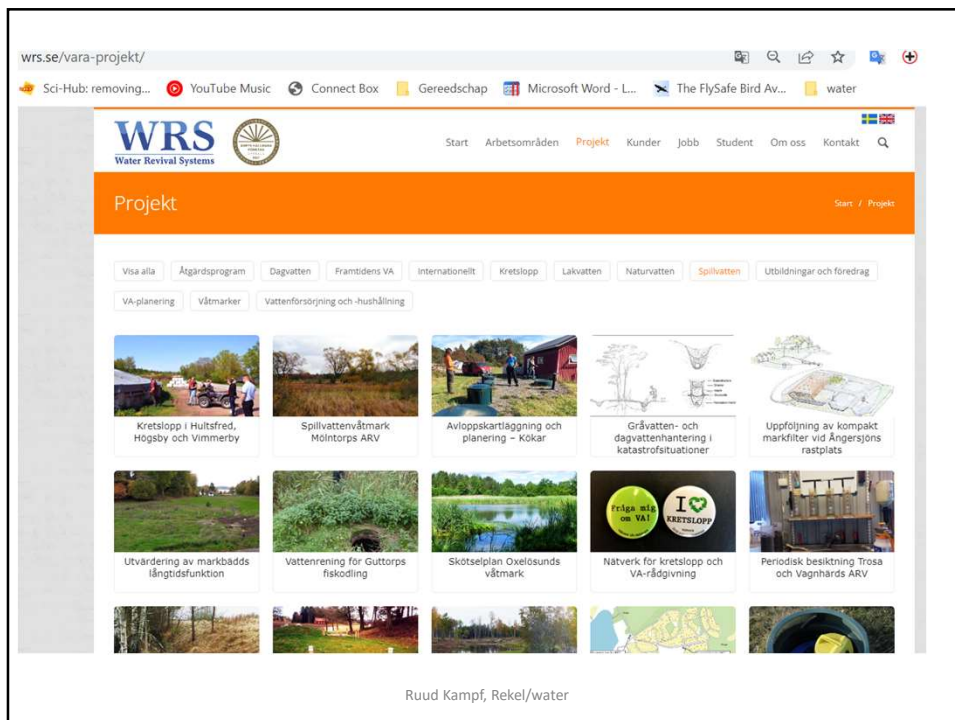 wrs.se/vara-projekt/
Sci-Hub: removing... YouTube Music Connect Box Gereedschap Microsoft Word - L... The FlySafe Bird Av... water
WRS
Water Revival Systems
Start Arbetsområden Projekt Kunder Jobb Student Om oss Kontakt
Projekt
Start / Projekt
Visa alla Åtgärdsprogram Dagvatten Framtidens VA Internationellt Kretslopp Lakvatten Naturvatten Spillvatten Utbildningar och föredrag
VA-planering Våtmarker Vattenförsörjning och -hushållning
Kretslopp i Hultsfred,
Högsby och Vimmerby
Spillvattenvåtmark
Mölntorps ARV
Avloppskartläggning och
planering – Kökar
Gråvatten- och
dagvattenhantering i
katastrofsituationer
Uppföljning av kompakt
markfilter vid Ångersjöns
rastplats
Fråga mig
om VA!
I
KRETSLOPP
Utvärdering av markbädds
långtidsfunktion
Vattenrening för Guttorps
fiskodling
Skötselplan Oxelösunds
våtmark
Nätverk för kretslopp och
VA-rådgivning
Periodisk besiktning Trosa
och Vagnhärds ARV
Ruud Kampf, Rekel/water